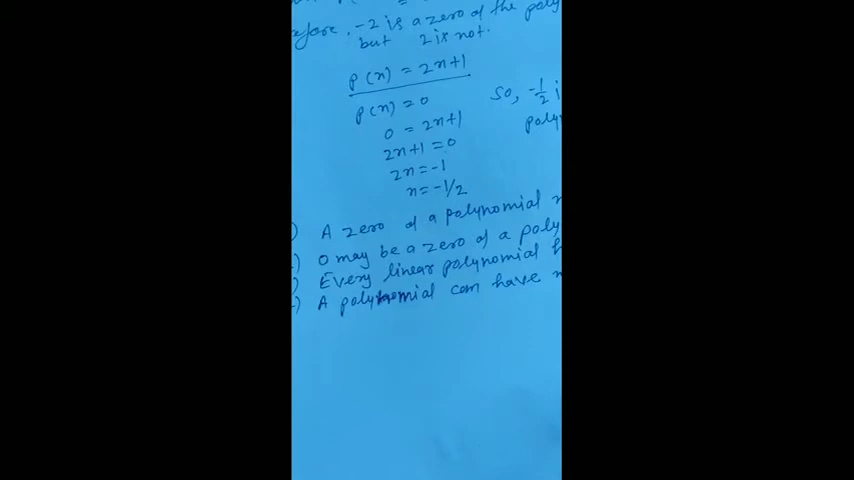 -2 is a zero of the poly
but 2 is not.
p(x) = 2x+1
p(x) = 0
0 = 2x+1
2x+1 = 0
2x = -1
x = -1/2
So, -1/2 i
poly
) A zero of a polynomial
) 0 may be a zero of a poly
) Every linear polynomial h
) A polynomial can have